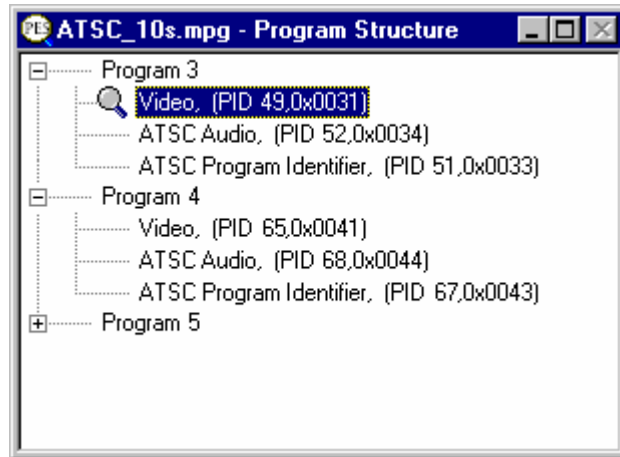 PES ATSC_10s.mpg - Program Structure
Program 3
Video, (PID 49,0x0031)
ATSC Audio, (PID 52,0x0034)
ATSC Program Identifier, (PID 51,0x0033)
Program 4
Video, (PID 65,0x0041)
ATSC Audio, (PID 68,0x0044)
ATSC Program Identifier, (PID 67,0x0043)
Program 5